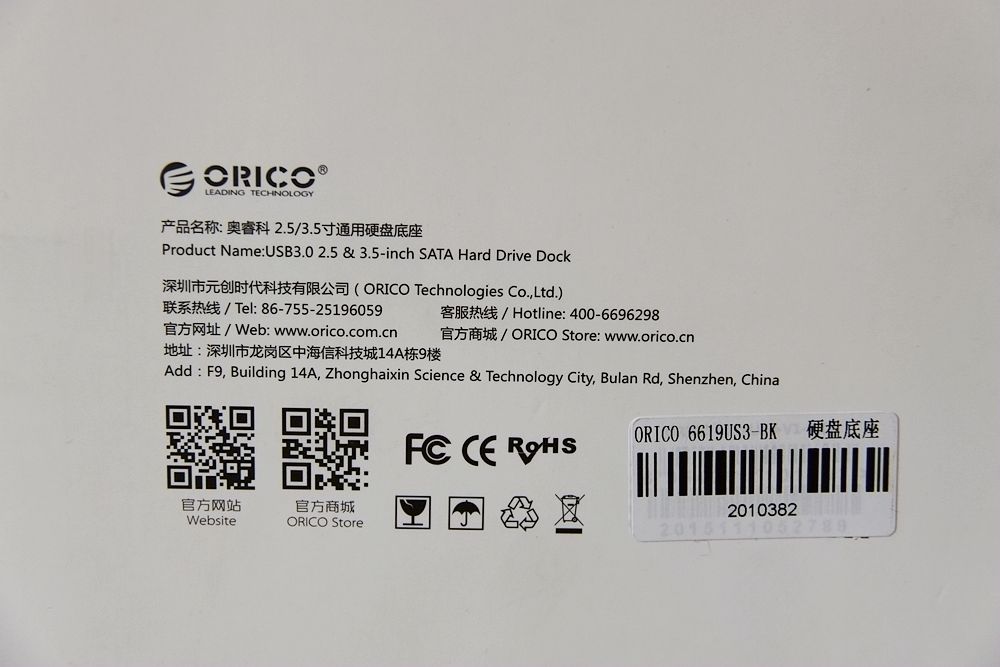 ORICO®
LEADING TECHNOLOGY
产品名称: 奥睿科 2.5/3.5寸通用硬盘底座
Product Name:USB3.0 2.5 & 3.5-inch SATA Hard Drive Dock
深圳市元创时代科技有限公司 ( ORICO Technologies Co.,Ltd.)
联系热线 / Tel: 86-755-25196059 客服热线 / Hotline: 400-6696298
官方网址 / Web: www.orico.com.cn 官方商城 / ORICO Store: www.orico.cn
地址：深圳市龙岗区中海信科技城14A栋9楼
Add：F9, Building 14A, Zhonghaixin Science & Technology City, Bulan Rd, Shenzhen, China
FC CE RoHS
官方网站 官方商城
Website ORICO Store
ORICO 6619US3-BK 硬盘底座
2010382